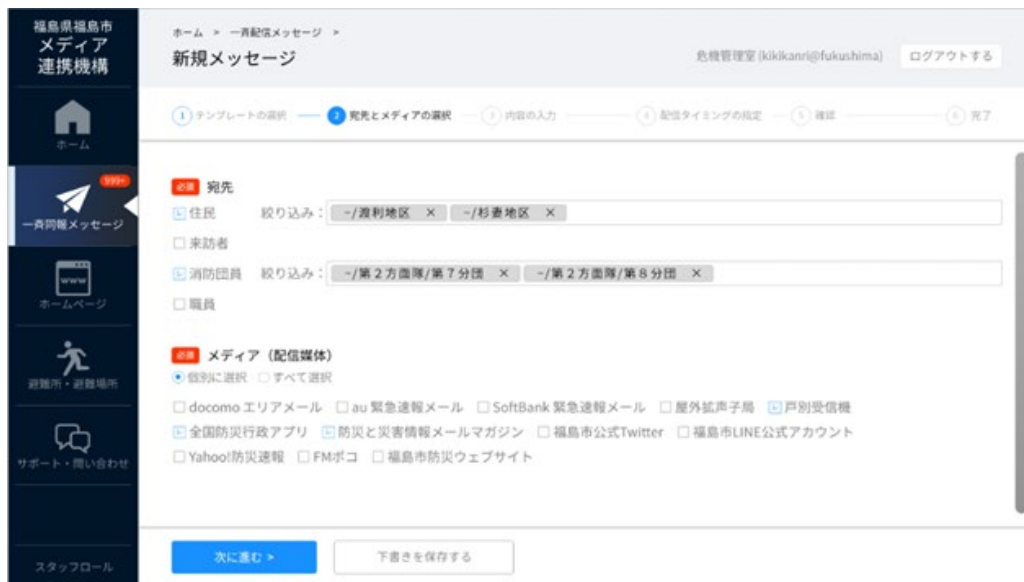 福島県福島市
メディア
連携機構
ホーム
999+
一斉同報メッセージ
www
ホームページ
避難所・避難場所
サポート・問い合わせ
スタッフロール
ホーム > 一斉配信メッセージ >
新規メッセージ
危機管理室 (kikikanri@fukushima) ログアウトする
1 テンプレートの選択 2 宛先とメディアの選択 3 内容の入力 4 配信タイミングの指定 5 確認 6 完了
必須 宛先
住民 絞り込み： ~/渡利地区 × ~/杉妻地区 ×
来訪者
消防団員 絞り込み： ~/第２方面隊/第７分団 × ~/第２方面隊/第８分団 ×
職員
必須 メディア（配信媒体）
個別に選択 すべて選択
docomo エリアメール au 緊急速報メール SoftBank 緊急速報メール 屋外拡声子局 戸別受信機
全国防災行政アプリ 防災と災害情報メールマガジン 福島市公式Twitter 福島市LINE公式アカウント
Yahoo!防災速報 FMポコ 福島市防災ウェブサイト
次に進む > 下書きを保存する